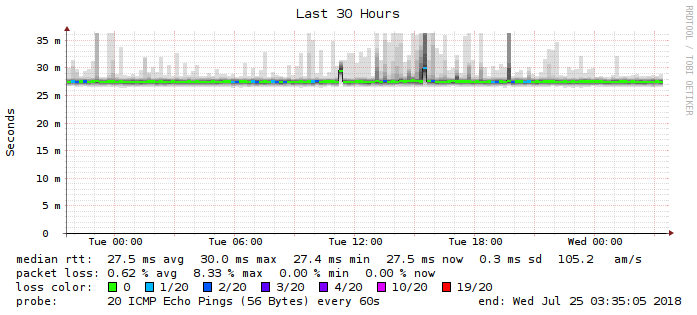 Last 30 Hours
RRDTOOL / TOBI OETIKER
Seconds
35 m
30 m
25 m
20 m
15 m
10 m
5 m
0
Tue 00:00 Tue 06:00 Tue 12:00 Tue 18:00 Wed 00:00
median rtt: 27.5 ms avg 30.0 ms max 27.4 ms min 27.5 ms now 0.3 ms sd 105.2 am/s
packet loss: 0.62 % avg 8.33 % max 0.00 % min 0.00 % now
loss color: 0 1/20 2/20 3/20 4/20 10/20 19/20
probe: 20 ICMP Echo Pings (56 Bytes) every 60s end: Wed Jul 25 03:35:05 2018